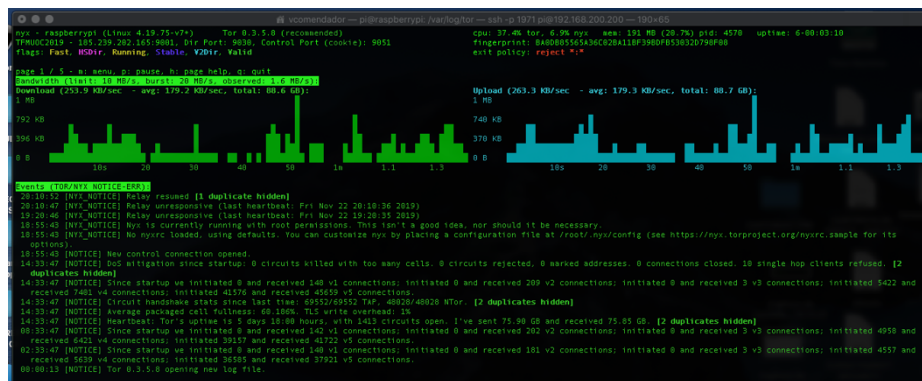 vcomendador — pi@raspberrypi: /var/log/tor — ssh -p 1971 pi@192.168.200.200 — 190×65
nyx - raspberrypi (Linux 4.19.75-v7+) Tor 0.3.5.8 (recommended) cpu: 37.4% tor, 6.9% nyx mem: 191 MB (20.7%) pid: 4570 uptime: 6-00:03:10
TFMUOC2019 - 185.239.202.165:9001, Dir Port: 9030, Control Port (cookie): 9051
flags: Fast, HSDir, Running, Stable, V2Dir, Valid exit policy: reject *:*
page 1 / 5 - m: menu, p: pause, h: page help, q: quit
Bandwidth (limit: 10 MB/s, burst: 20 MB/s, observed: 1.6 MB/s):
Download (253.9 KB/sec - avg: 179.2 KB/sec, total: 88.6 GB): Upload (263.3 KB/sec - avg: 179.3 KB/sec, total: 88.7 GB):
1 MB 1 MB
792 KB 740 KB
396 KB 370 KB
0 B 0 B
10s 20 30 40 50 1m 1.1 1.3 10s 20 30 40 50 1m 1.1 1.3
Events (TOR/NYX NOTICE-ERR):
20:10:52 [NYX_NOTICE] Relay resumed [1 duplicate hidden]
20:10:47 [NYX_NOTICE] Relay unresponsive (last heartbeat: Fri Nov 22 20:10:36 2019)
19:20:46 [NYX_NOTICE] Relay unresponsive (last heartbeat: Fri Nov 22 19:20:35 2019)
18:55:43 [NYX_NOTICE] Nyx is currently running with root permissions. This isn't a good idea, nor should it be necessary.
18:55:43 [NYX_NOTICE] No nyxrc loaded, using defaults. You can customize nyx by placing a configuration file at /root/.nyx/config (see https://nyx.torproject.org/nyxrc.sample for its
options).
18:55:43 [NOTICE] New control connection opened.
14:33:47 [NOTICE] DoS mitigation since startup: 0 circuits killed with too many cells. 0 circuits rejected, 0 marked addresses. 0 connections closed. 10 single hop clients refused. [2
duplicates hidden]
14:33:47 [NOTICE] Since startup we initiated 0 and received 148 v1 connections; initiated 0 and received 209 v2 connections; initiated 0 and received 3 v3 connections; initiated 5422 and
received 7401 v4 connections; initiated 41576 and received 45659 v5 connections.
14:33:47 [NOTICE] Circuit handshake stats since last time: 69552/69552 TAP, 48020/48020 NTor. [2 duplicates hidden]
14:33:47 [NOTICE] Average packaged cell fullness: 60.186%. TLS write overhead: 1%
14:33:47 [NOTICE] Heartbeat: Tor's uptime is 5 days 18:00 hours, with 1413 circuits open. I've sent 75.90 GB and received 75.85 GB. [2 duplicates hidden]
08:33:47 [NOTICE] Since startup we initiated 0 and received 142 v1 connections; initiated 0 and received 202 v2 connections; initiated 0 and received 3 v3 connections; initiated 4958 and
received 6421 v4 connections; initiated 39157 and received 41722 v5 connections.
02:33:47 [NOTICE] Since startup we initiated 0 and received 140 v1 connections; initiated 0 and received 181 v2 connections; initiated 0 and received 3 v3 connections; initiated 4557 and
received 5639 v4 connections; initiated 36585 and received 37921 v5 connections.
00:00:13 [NOTICE] Tor 0.3.5.8 opening new log file.